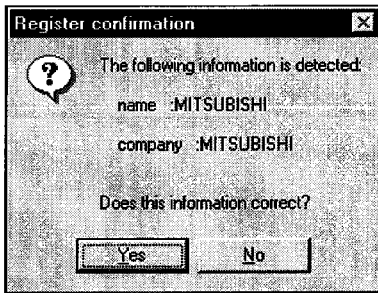 Register confirmation
The following information is detected:
name :MITSUBISHI
company :MITSUBISHI
Does this information correct?
Yes No